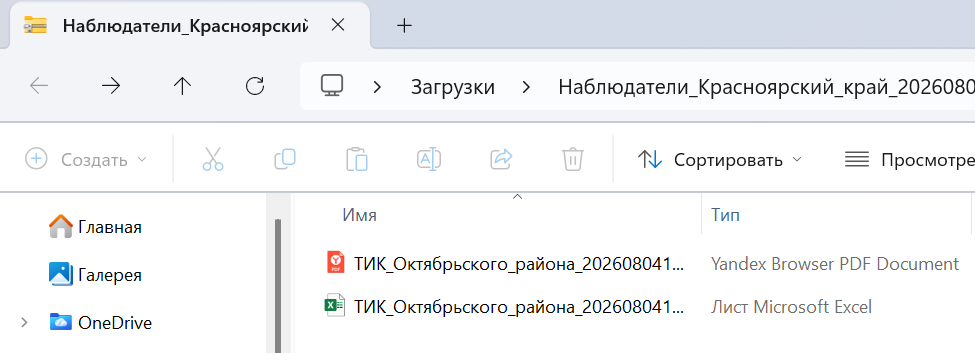 Наблюдатели_Красноярский
Загрузки
Наблюдатели_Красноярский_край_2026080
Создать
Сортировать
Просмотре
Имя
Тип
Главная
Галерея
OneDrive
ТИК_Октябрьского_района_202608041... Yandex Browser PDF Document
ТИК_Октябрьского_района_202608041... Лист Microsoft Excel